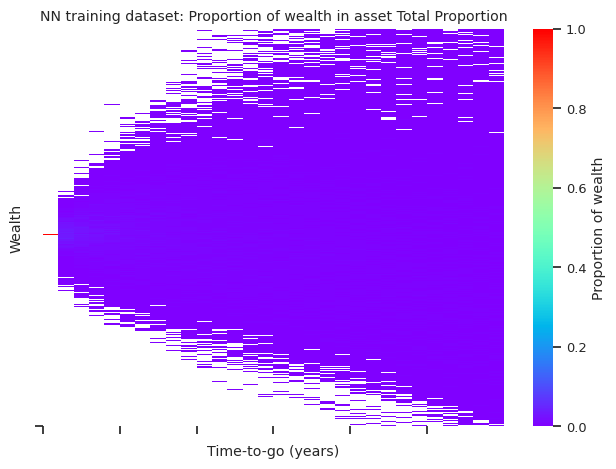 NN training dataset: Proportion of wealth in asset Total Proportion
Wealth
Time-to-go (years)
1.0
0.8
0.6
0.4
0.2
0.0
Proportion of wealth